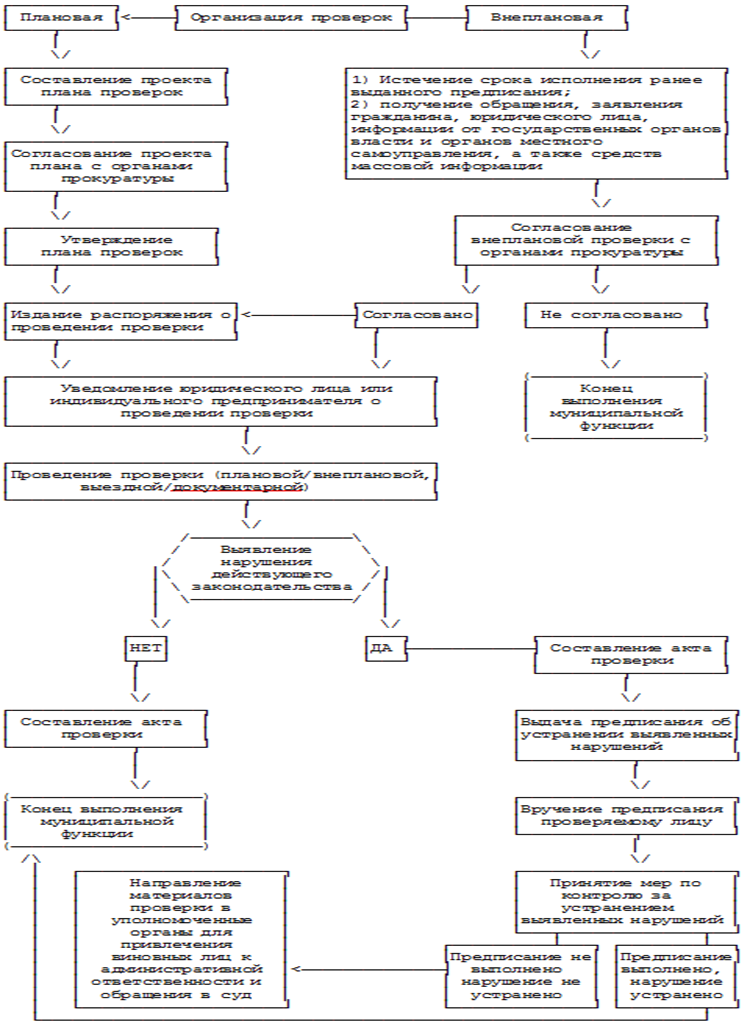 Плановая
Организация проверок
Внеплановая
Составление проекта
плана проверок
1) Истечение срока исполнения ранее
выданного предписания;
2) получение обращения, заявления
гражданина, юридического лица,
информации от государственных органов
власти и органов местного
самоуправления, а также средств
массовой информации
Согласование проекта
плана с органами
прокуратуры
Утверждение
плана проверок
Согласование
внеплановой проверки с
органами прокуратуры
Издание распоряжения о
проведении проверки
Согласовано
Не согласовано
Уведомление юридического лица или
индивидуального предпринимателя о
проведении проверки
Конец
выполнения
муниципальной
функции
Проведение проверки (плановой/внеплановой,
выездной/документарной)
Выявление
нарушения
действующего
законодательства
НЕТ
ДА
Составление акта
проверки
Составление акта
проверки
Выдача предписания об
устранении выявленных
нарушений
Конец выполнения
муниципальной
функции
Вручение предписания
проверяемому лицу
Направление
материалов
проверки в
уполномоченные
органы для
привлечения
виновных лиц к
административной
ответственности и
обращения в суд
Принятие мер по
контролю за
устранением
выявленных нарушений
Предписание не
выполнено
нарушение не
устранено
Предписание
выполнено,
нарушение
устранено